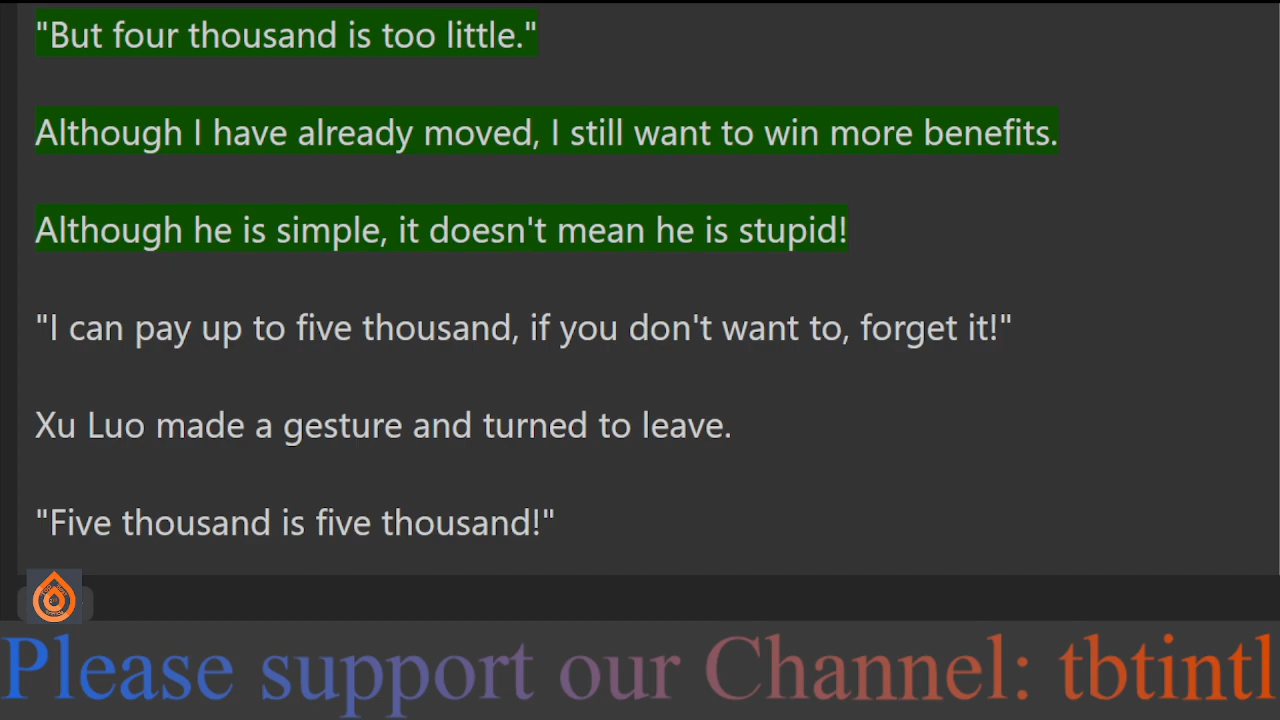 "But four thousand is too little."
Although I have already moved, I still want to win more benefits.
Although he is simple, it doesn't mean he is stupid!
"I can pay up to five thousand, if you don't want to, forget it!"
Xu Luo made a gesture and turned to leave.
"Five thousand is five thousand!"
Please support our Channel: tbtintl